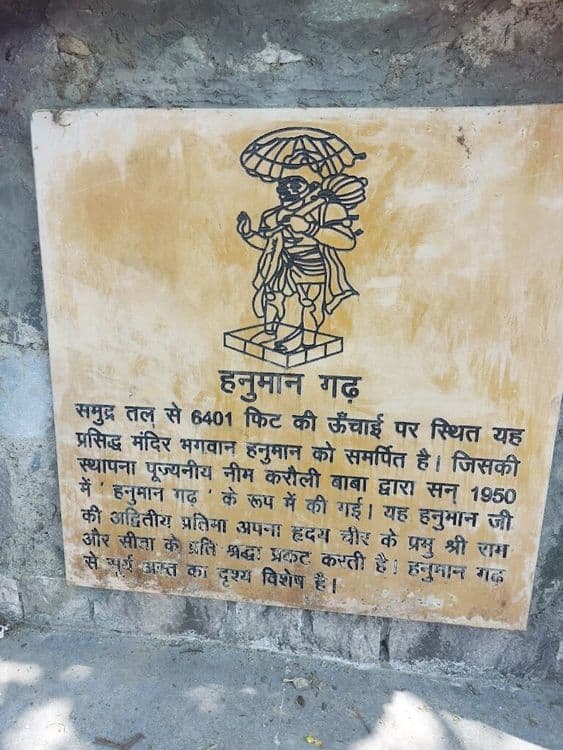 हनुमान गढ़
समुद्र तल से 6401 फिट की ऊँचाई पर स्थित यह
प्रसिद्ध मंदिर भगवान हनुमान को समर्पित है। जिसकी
स्थापना पूज्यनीय नीम करौली बाबा द्वारा सन् 1950
में ' हनुमान गढ़ ' के रूप में की गई। यह हनुमान जी
की अद्वितीय प्रतिमा अपना हृदय चीर के प्रभु श्री राम
और सीता के प्रति श्रद्धा प्रकट करती है। हनुमान गढ़
से सूर्य अस्त का दृश्य विशेष है।